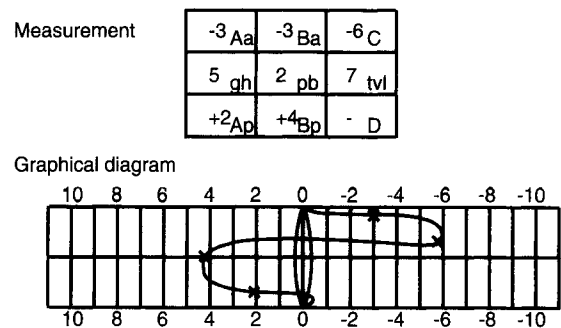 Measurement
-3 Aa -3 Ba -6 C
5 gh 2 pb 7 tvl
+2 Ap +4 Bp - D
Graphical diagram
10 8 6 4 2 0 -2 -4 -6 -8 -10
10 8 6 4 2 0 -2 -4 -6 -8 -10